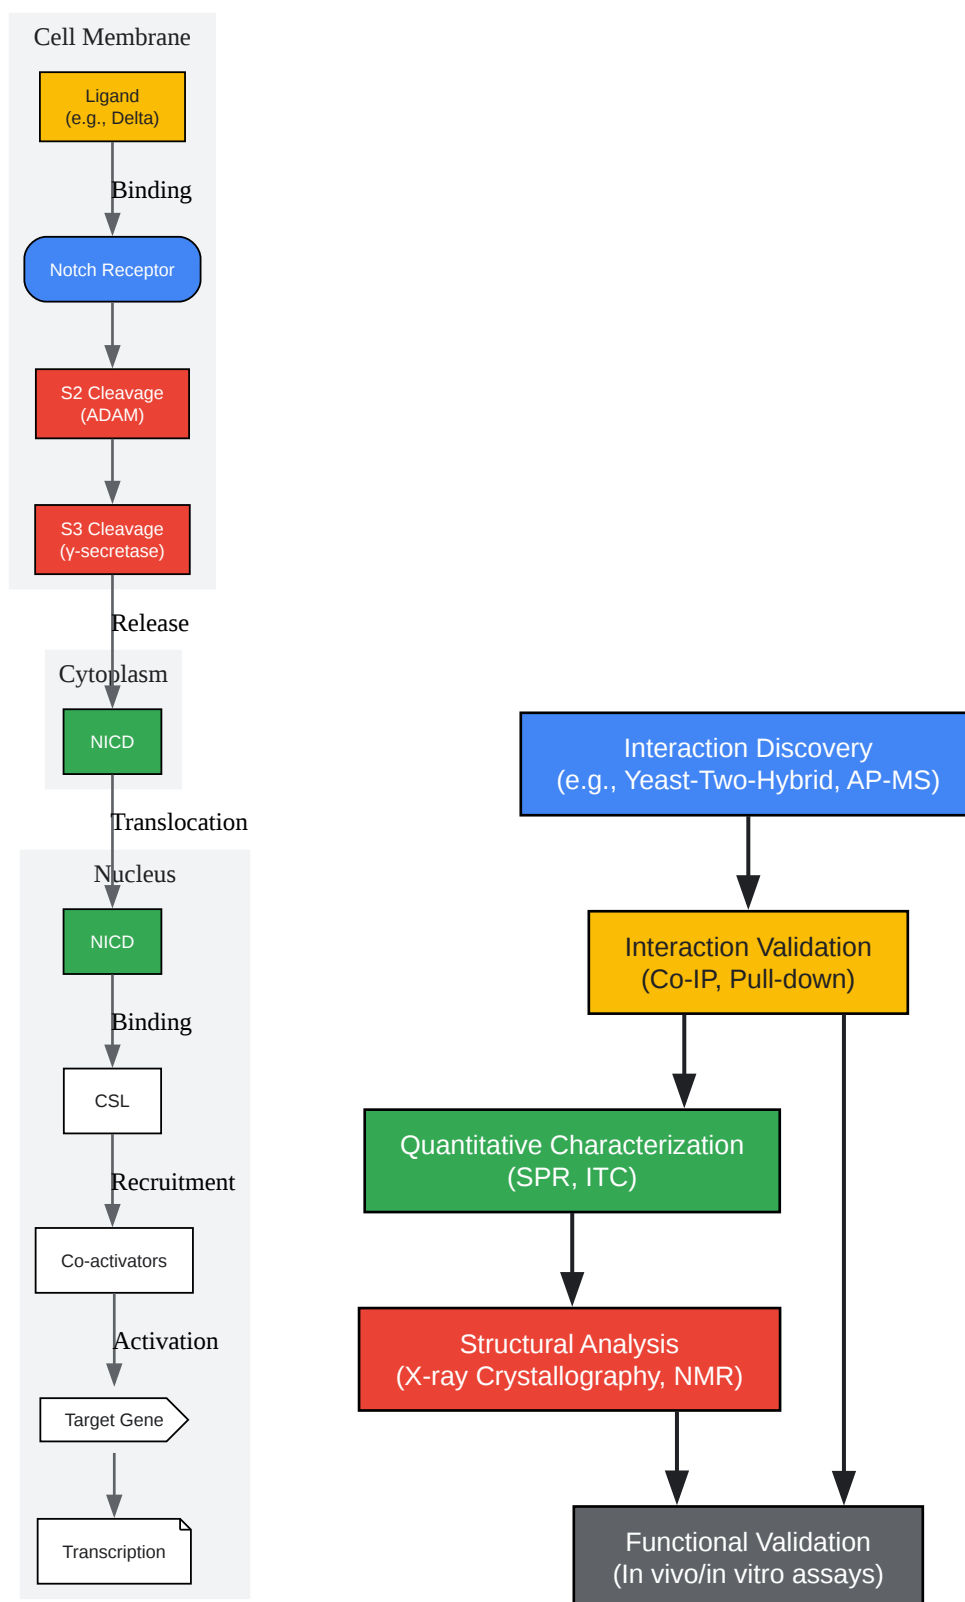 Cell Membrane
Ligand
(e.g., Delta)
Binding
Notch Receptor
S2 Cleavage
(ADAM)
S3 Cleavage
(γ-secretase)
Release
Cytoplasm
NICD
Translocation
Nucleus
NICD
Binding
CSL
Recruitment
Co-activators
Activation
Target Gene
Transcription
Interaction Discovery
(e.g., Yeast-Two-Hybrid, AP-MS)
Interaction Validation
(Co-IP, Pull-down)
Quantitative Characterization
(SPR, ITC)
Structural Analysis
(X-ray Crystallography, NMR)
Functional Validation
(In vivo/in vitro assays)